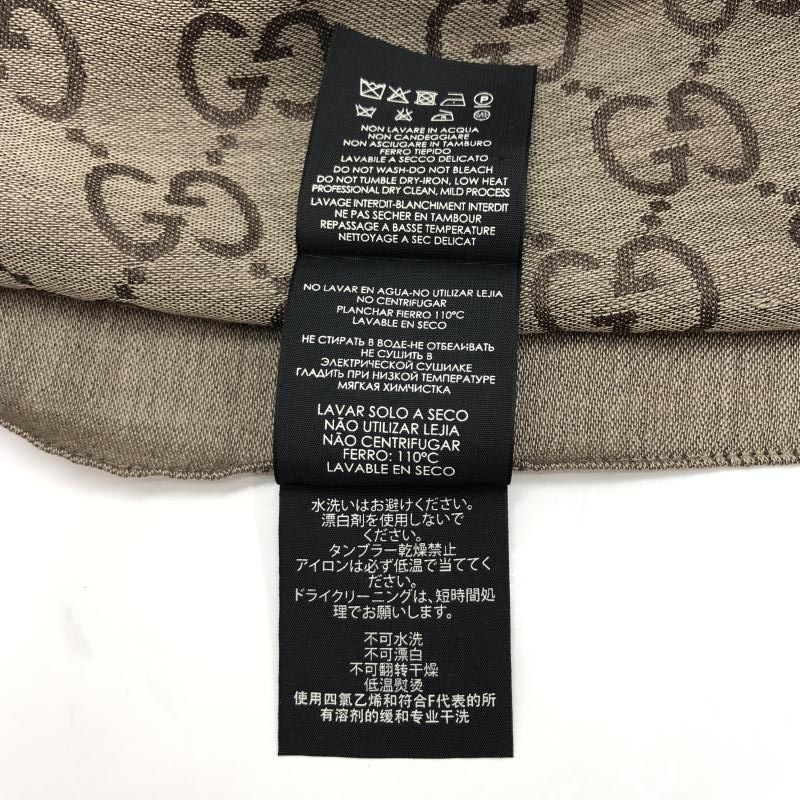 NON LAVARE IN ACQUA
NON CANDEGGIARE
NON ASCIUGARE IN TAMBURO
FERRO TIEPIDO
LAVABILE A SECCO DELICATO
DO NOT WASH-DO NOT BLEACH
DO NOT TUMBLE DRY-IRON, LOW HEAT
PROFESSIONAL DRY CLEAN, MILD PROCESS
LAVAGE INTERDIT-BLANCHIMENT INTERDIT
NE PAS SECHER EN TAMBOUR
REPASSAGE A BASSE TEMPERATURE
NETTOYAGE A SEC DELICAT
NO LAVAR EN AGUA-NO UTILIZAR LEJIA
NO CENTRIFUGAR
PLANCHAR FIERRO 110°C
LAVABLE EN SECO
НЕ СТИРАТЬ В ВОДЕ-НЕ ОТБЕЛИВАТЬ
НЕ СУШИТЬ В
ЭЛЕКТРИЧЕСКОЙ СУШИЛКЕ
ГЛАДИТЬ ПРИ НИЗКОЙ ТЕМПЕРАТУРЕ
МЯГКАЯ ХИМЧИСТКА
LAVAR SOLO A SECO
NÃO UTILIZAR LEJIA
NÃO CENTRIFUGAR
FERRO: 110°C
LAVABLE EN SECO
水洗いはお避けください。
漂白剤を使用しないで
ください。
タンブラー乾燥禁止
アイロンは必ず低温で当ててく
ださい。
ドライクリーニングは、短時間処
理でお願いします。
不可水洗
不可漂白
不可翻转干燥
低温熨烫
使用四氯乙烯和符合F代表的所
有溶剂的缓和专业干洗